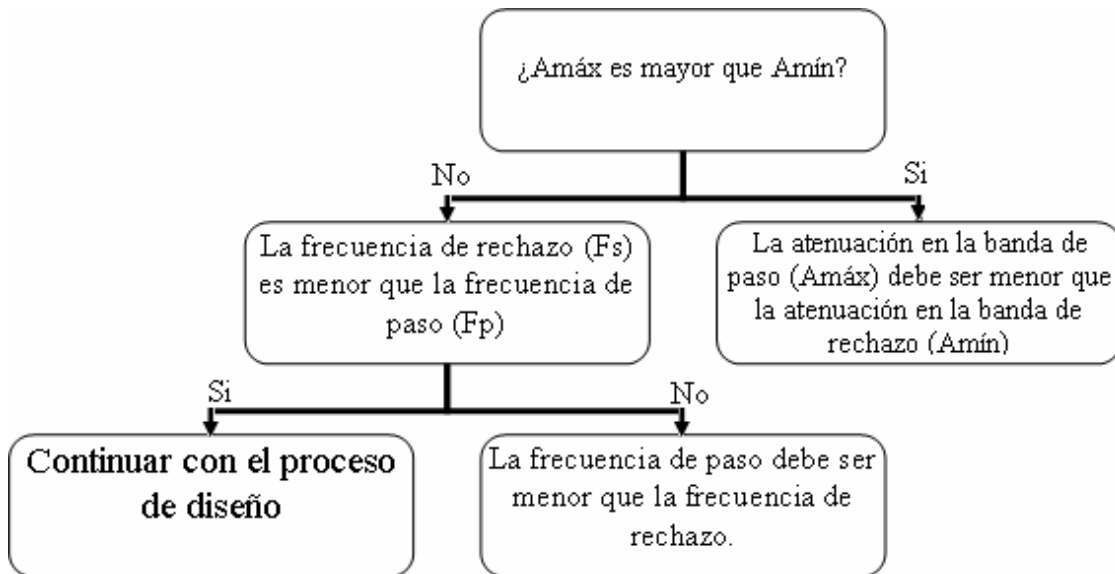 ¿Amáx es mayor que Amín?
No
Si
La frecuencia de rechazo (Fs)
es menor que la frecuencia de
paso (Fp)
La atenuación en la banda de
paso (Amáx) debe ser menor que
la atenuación en la banda de
rechazo (Amín)
Si
No
Continuar con el proceso
de diseño
La frecuencia de paso debe ser
menor que la frecuencia de
rechazo.